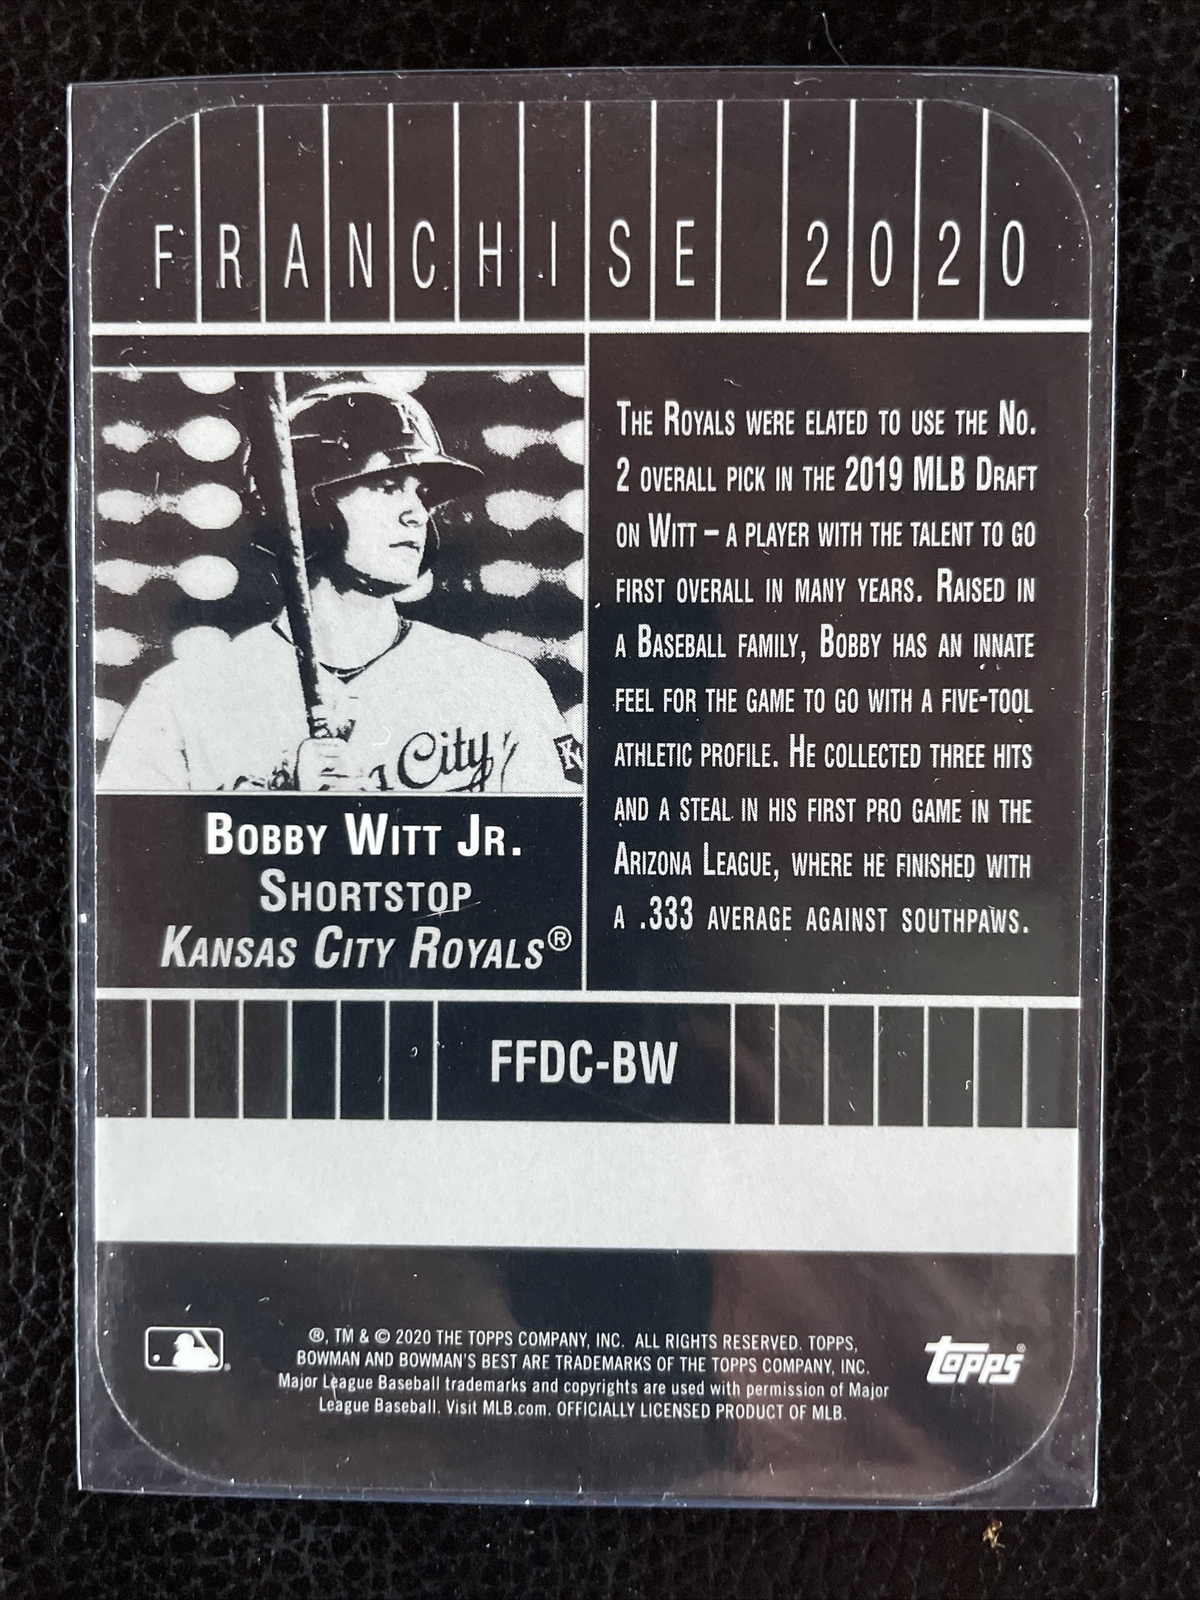 FRANCHISE 2020
THE ROYALS WERE ELATED TO USE THE NO.
2 OVERALL PICK IN THE 2019 MLB DRAFT
ON WITT – A PLAYER WITH THE TALENT TO GO
FIRST OVERALL IN MANY YEARS. RAISED IN
A BASEBALL FAMILY, BOBBY HAS AN INNATE
FEEL FOR THE GAME TO GO WITH A FIVE-TOOL
ATHLETIC PROFILE. HE COLLECTED THREE HITS
AND A STEAL IN HIS FIRST PRO GAME IN THE
ARIZONA LEAGUE, WHERE HE FINISHED WITH
A .333 AVERAGE AGAINST SOUTHPAWS.
City
BOBBY WITT JR.
SHORTSTOP
KANSAS CITY ROYALS®
FFDC-BW
®, TM & © 2020 THE TOPPS COMPANY, INC. ALL RIGHTS RESERVED. TOPPS,
BOWMAN AND BOWMAN'S BEST ARE TRADEMARKS OF THE TOPPS COMPANY, INC.
Major League Baseball trademarks and copyrights are used with permission of Major
League Baseball. Visit MLB.com. OFFICIALLY LICENSED PRODUCT OF MLB.
topps®